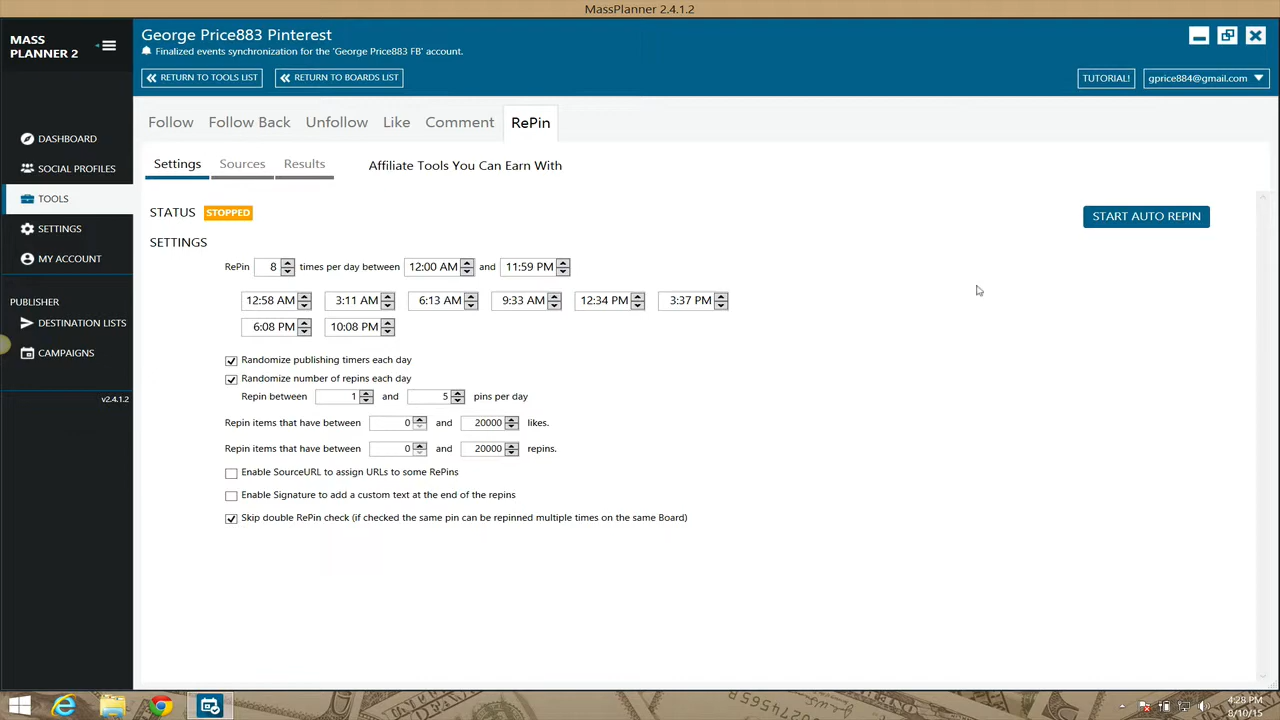 MassPlanner 2.4.1.2
MASS
PLANNER 2
George Price883 Pinterest
Finalized events synchronization for the 'George Price883 FB' account.
RETURN TO TOOLS LIST
RETURN TO BOARDS LIST
TUTORIAL!
gprice884@gmail.com
DASHBOARD
SOCIAL PROFILES
TOOLS
SETTINGS
MY ACCOUNT
PUBLISHER
DESTINATION LISTS
CAMPAIGNS
v2.4.1.2
Follow Follow Back Unfollow Like Comment RePin
Settings Sources Results Affiliate Tools You Can Earn With
STATUS STOPPED
START AUTO REPIN
SETTINGS
RePin 8 times per day between 12:00 AM and 11:59 PM
12:58 AM 3:11 AM 6:13 AM 9:33 AM 12:34 PM 3:37 PM
6:08 PM 10:08 PM
Randomize publishing timers each day
Randomize number of repins each day
Repin between 1 and 5 pins per day
Repin items that have between 0 and 20000 likes.
Repin items that have between 0 and 20000 repins.
Enable SourceURL to assign URLs to some RePins
Enable Signature to add a custom text at the end of the repins
Skip double RePin check (if checked the same pin can be repinned multiple times on the same Board)
4:28 PM
8/10/15